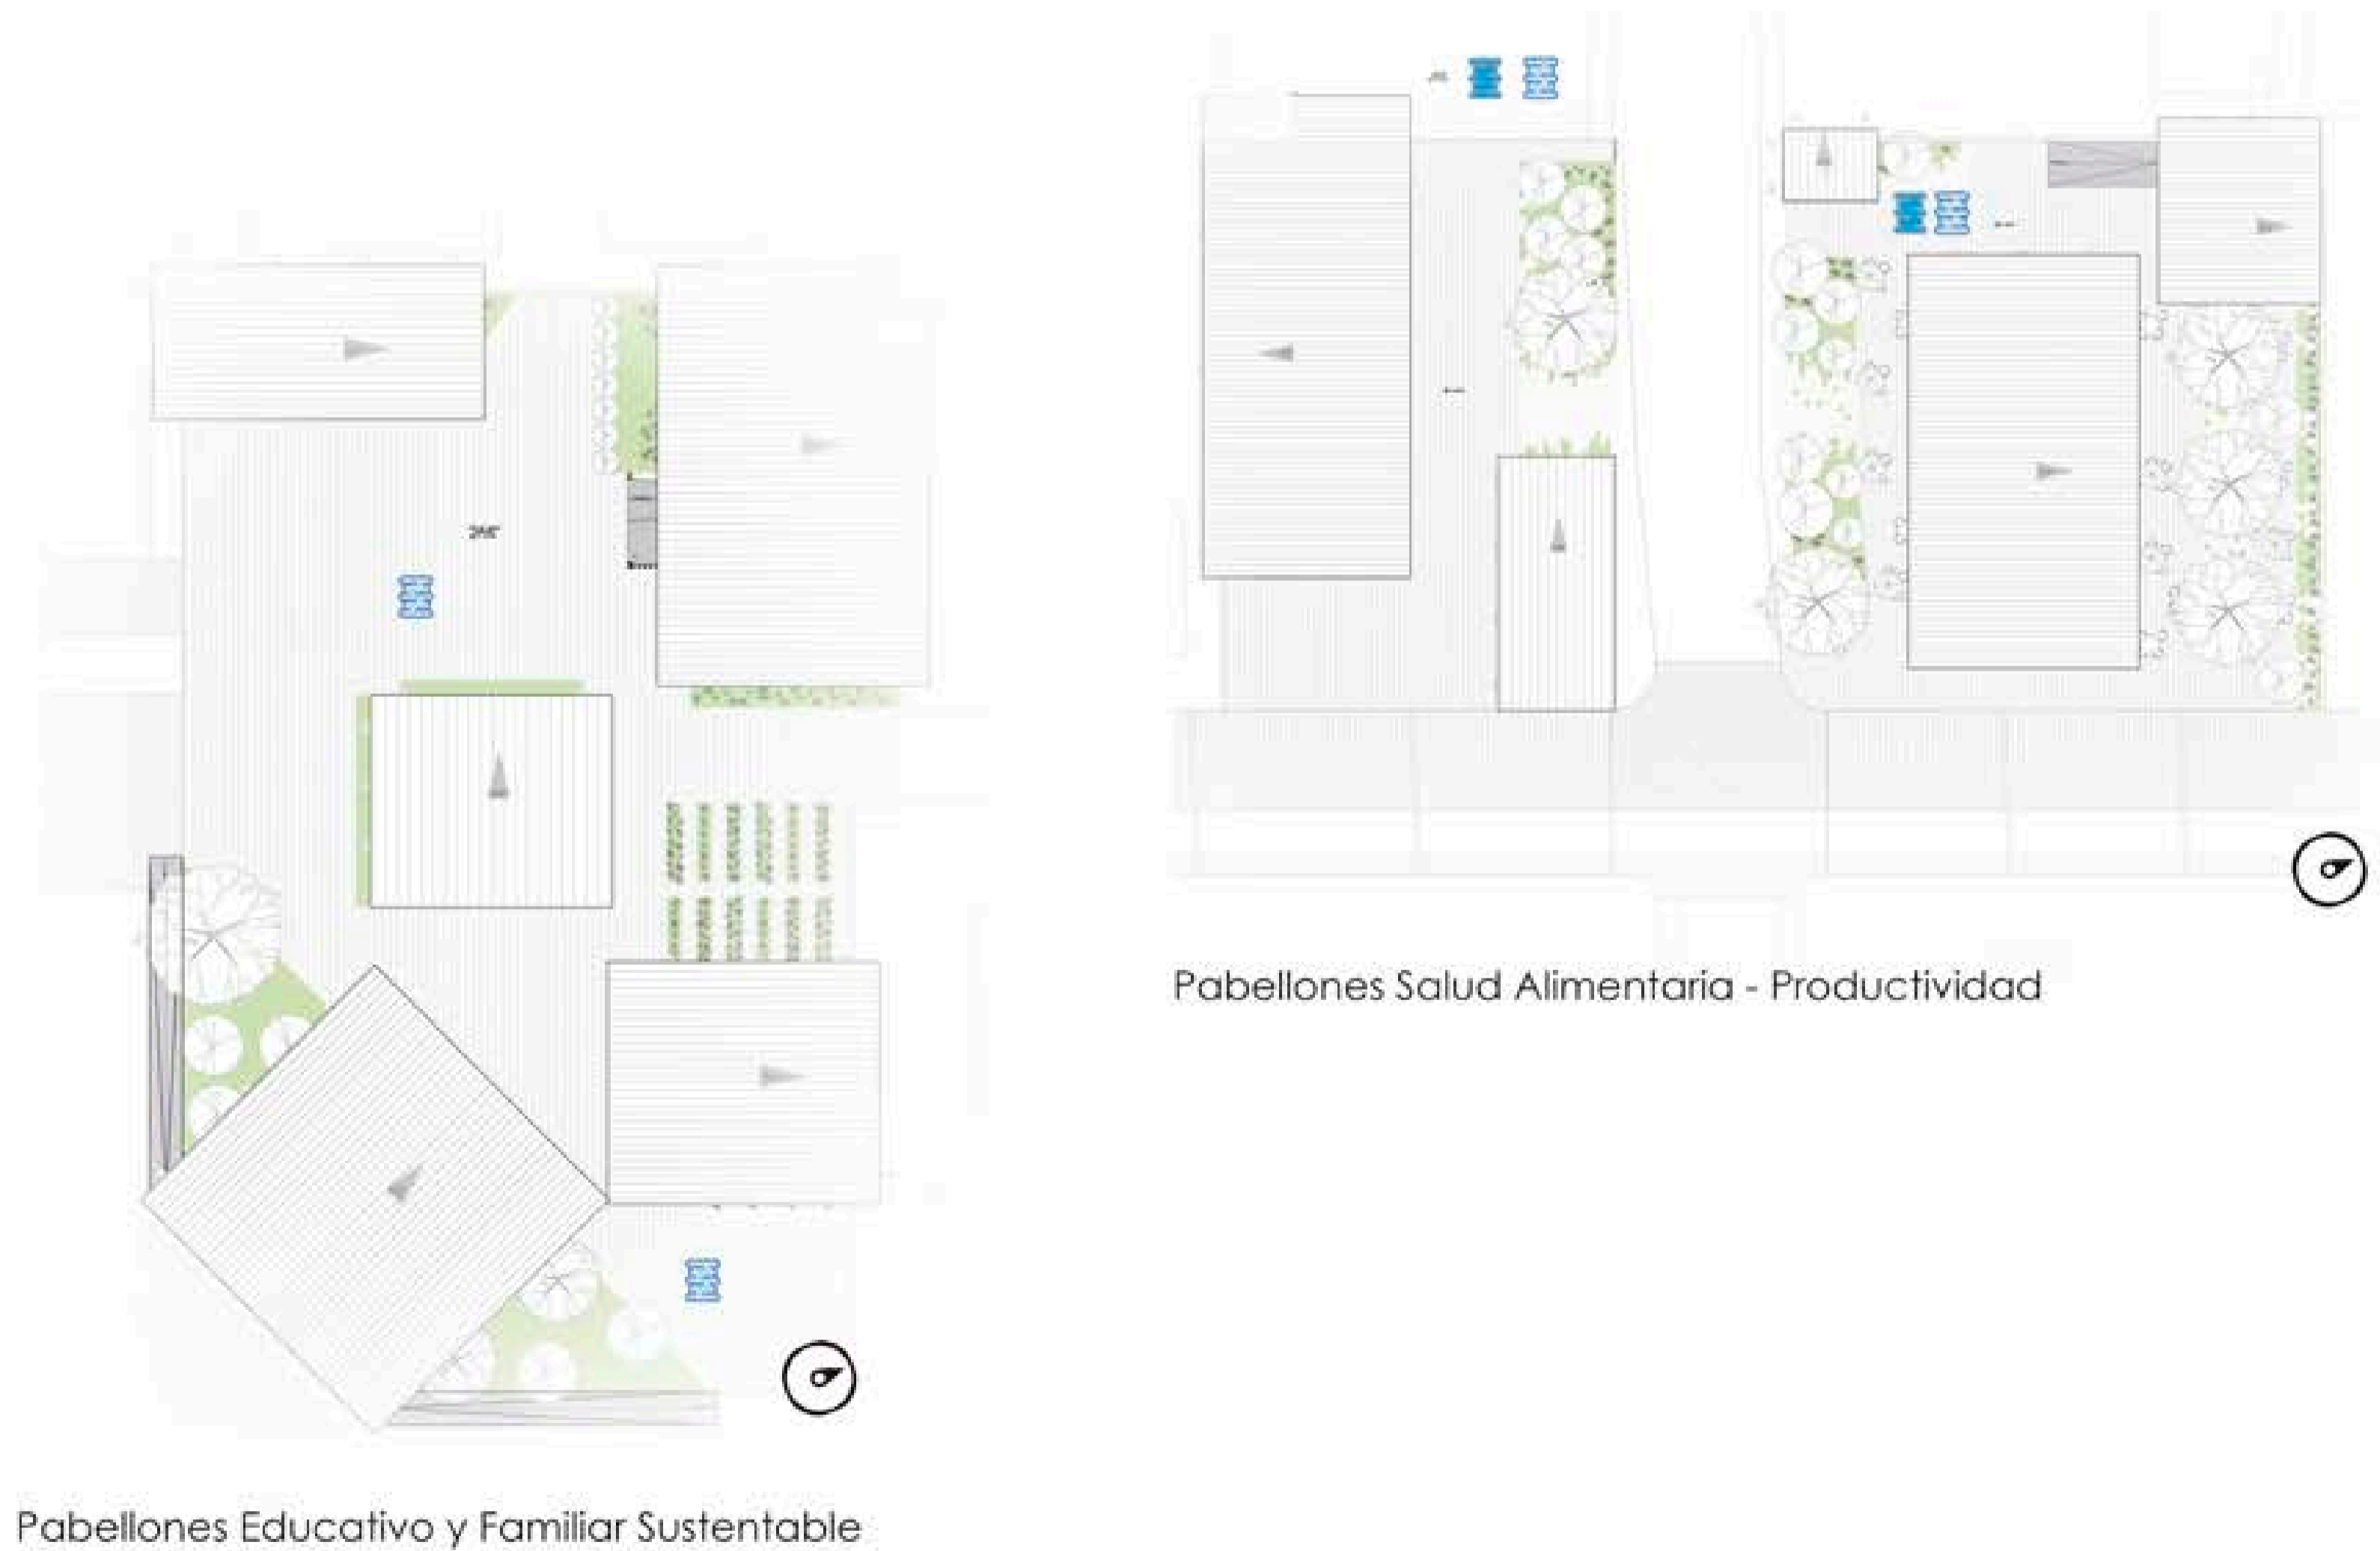 Pabellones Salud Alimentaria - Productividad
Pabellones Educativo y Familiar Sustentable